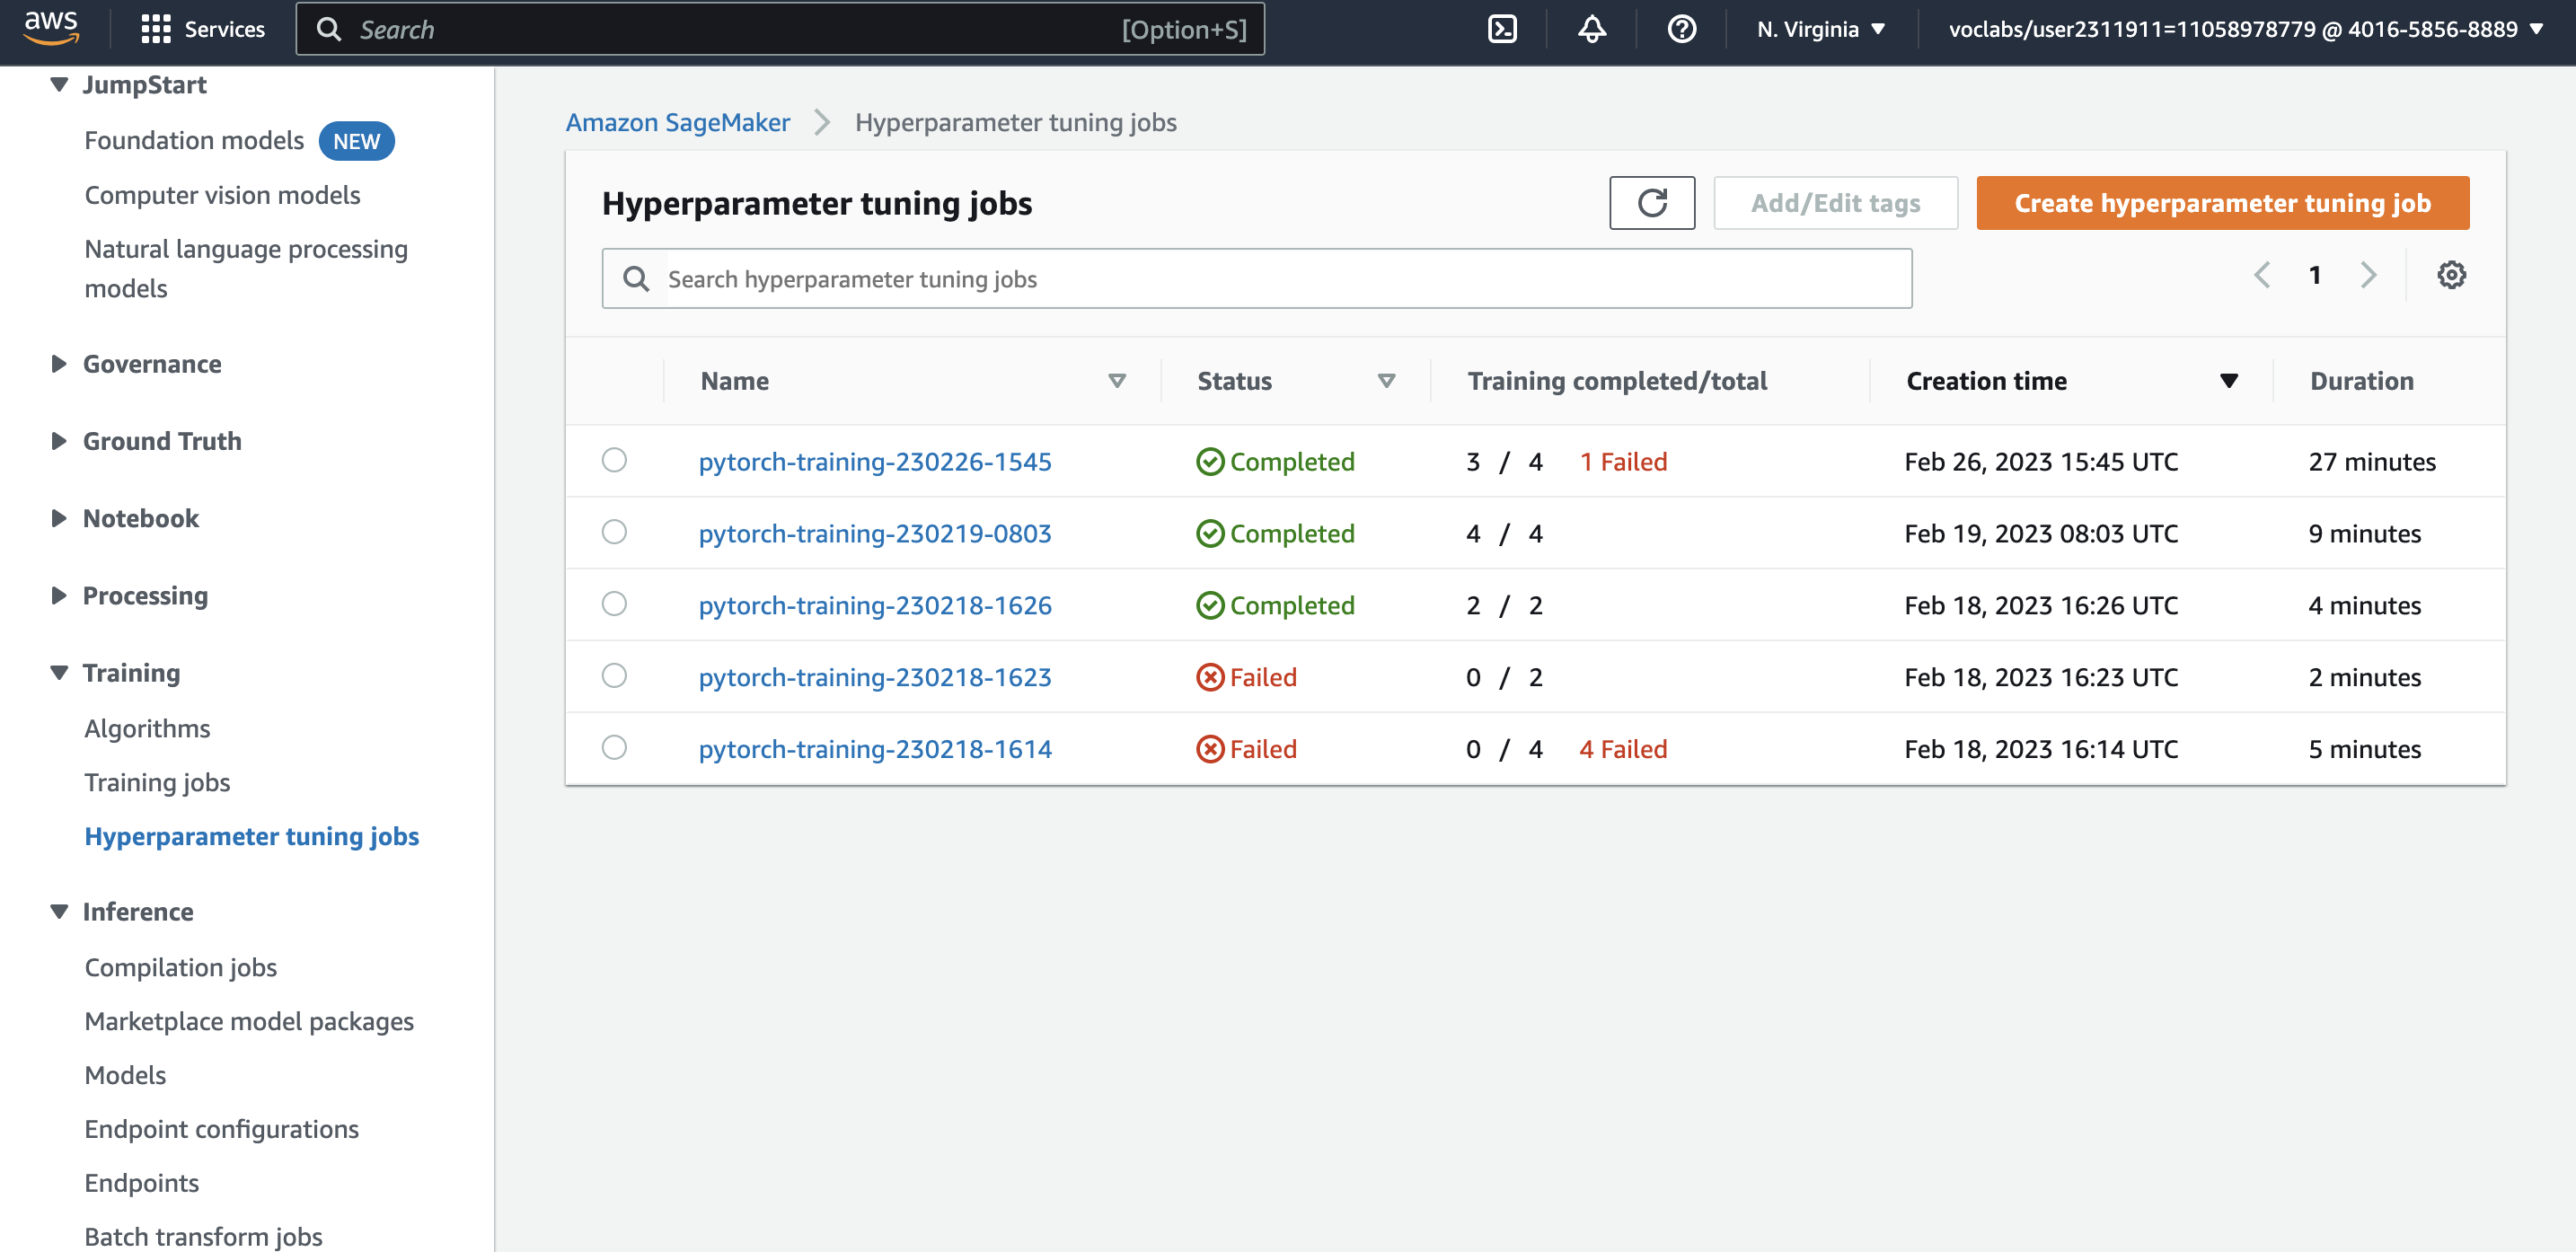 aws
Services
Search [Option+S]
N. Virginia
voclabs/user2311911=11058978779 @ 4016-5856-8889
JumpStart
Foundation models NEW
Computer vision models
Natural language processing
models
Governance
Ground Truth
Notebook
Processing
Training
Algorithms
Training jobs
Hyperparameter tuning jobs
Inference
Compilation jobs
Marketplace model packages
Models
Endpoint configurations
Endpoints
Batch transform jobs
Amazon SageMaker Hyperparameter tuning jobs
Hyperparameter tuning jobs
Add/Edit tags
Create hyperparameter tuning job
Search hyperparameter tuning jobs
1
Name Status Training completed/total Creation time Duration
pytorch-training-230226-1545 Completed 3 / 4 1 Failed Feb 26, 2023 15:45 UTC 27 minutes
pytorch-training-230219-0803 Completed 4 / 4 Feb 19, 2023 08:03 UTC 9 minutes
pytorch-training-230218-1626 Completed 2 / 2 Feb 18, 2023 16:26 UTC 4 minutes
pytorch-training-230218-1623 Failed 0 / 2 Feb 18, 2023 16:23 UTC 2 minutes
pytorch-training-230218-1614 Failed 0 / 4 4 Failed Feb 18, 2023 16:14 UTC 5 minutes